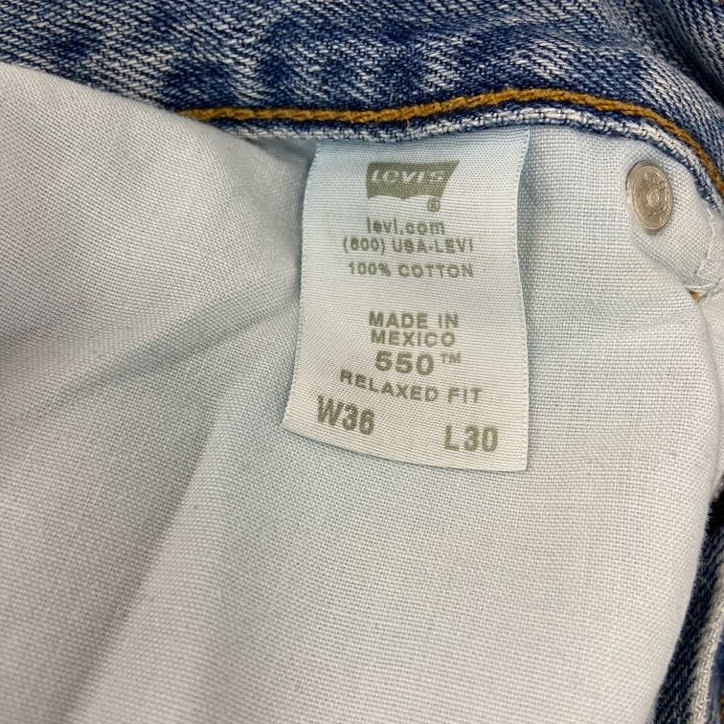 LEVI'S
®
levi.com
(800) USA-LEVI
100% COTTON
MADE IN
MEXICO
550™
RELAXED FIT
W36 L30